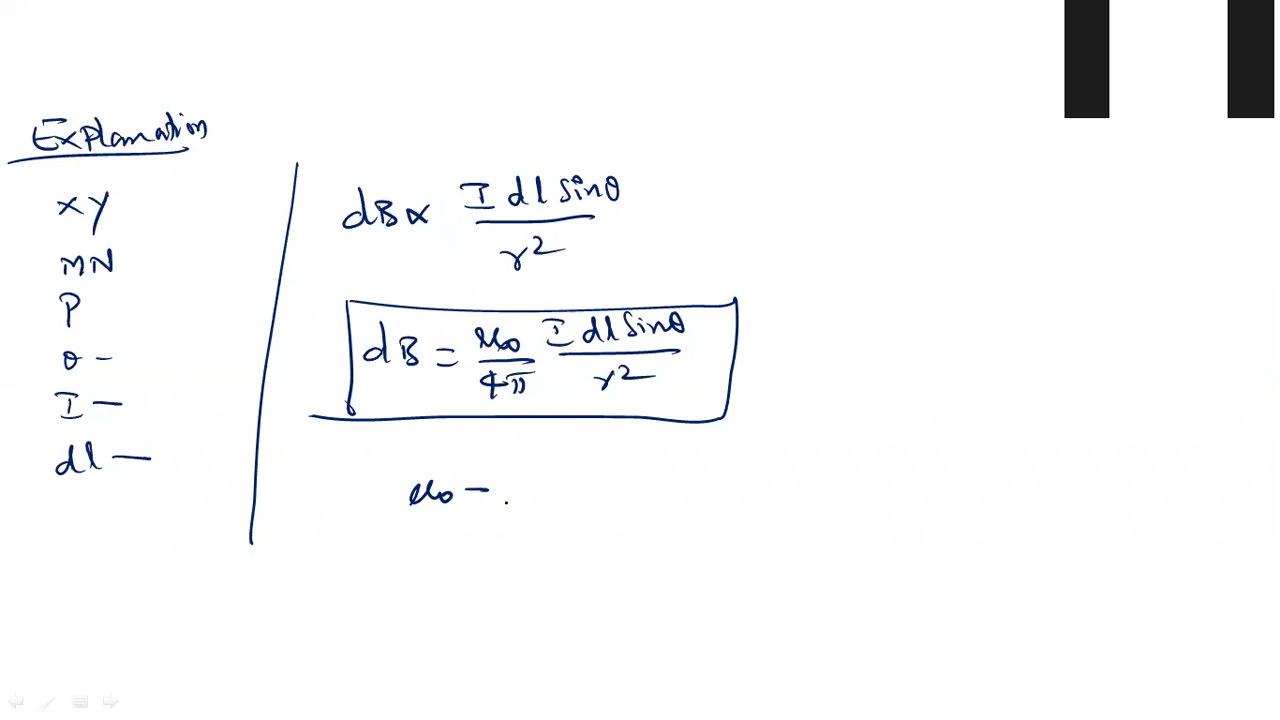 Explanation
xy
MN
P
θ -
I —
dl —
dB ∝ I dl sinθ / r²
dB = μ₀/4π I dl sinθ / r²
μ₀ - .